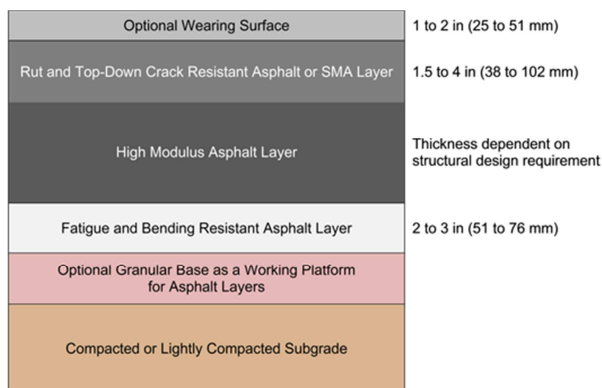 Optional Wearing Surface
1 to 2 in (25 to 51 mm)
Rut and Top-Down Crack Resistant Asphalt or SMA Layer
1.5 to 4 in (38 to 102 mm)
High Modulus Asphalt Layer
Thickness dependent on
structural design requirement
Fatigue and Bending Resistant Asphalt Layer
2 to 3 in (51 to 76 mm)
Optional Granular Base as a Working Platform
for Asphalt Layers
Compacted or Lightly Compacted Subgrade